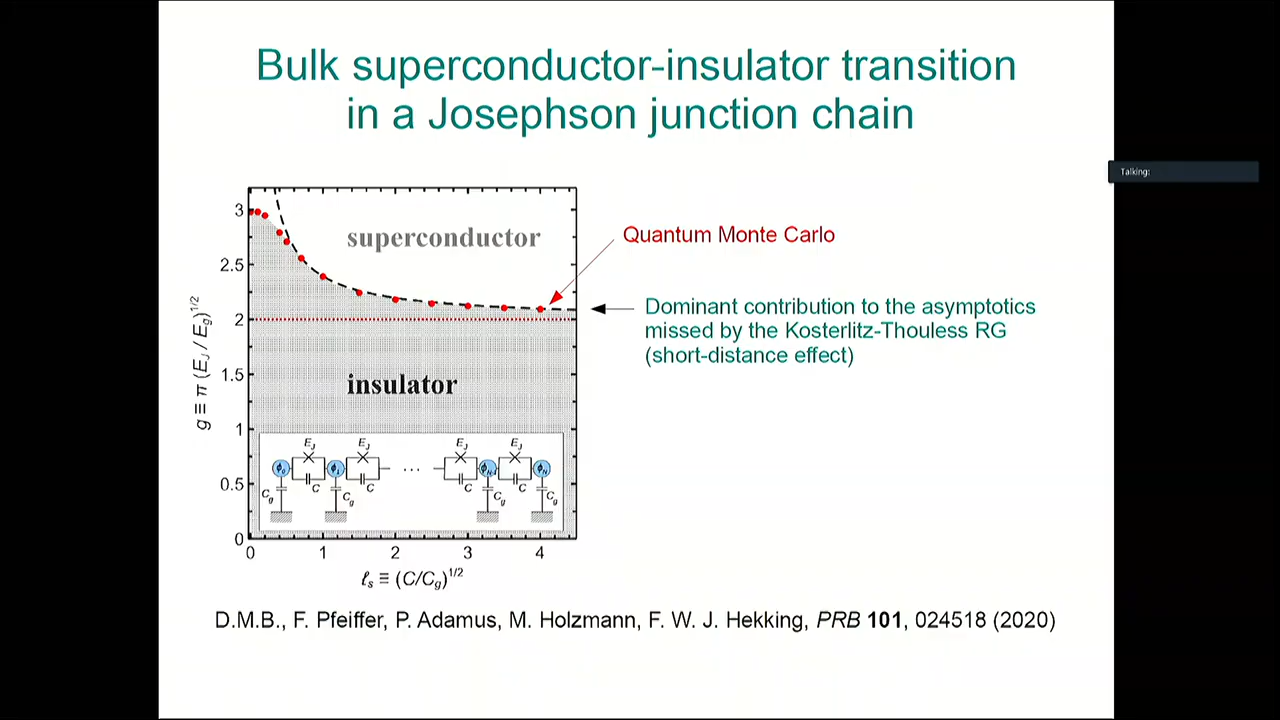 Bulk superconductor-insulator transition
in a Josephson junction chain
Talking:
3
2.5
2
1.5
1
0.5
0
g ≡ π (E_J / E_g)^1/2
superconductor
insulator
E_J E_J E_J E_J
ϕ_0 ϕ_1 ... ϕ_N
C C C C
C_g C_g C_g C_g
0 1 2 3 4
ℓ_s ≡ (C/C_g)^1/2
Quantum Monte Carlo
Dominant contribution to the asymptotics
missed by the Kosterlitz-Thouless RG
(short-distance effect)
D.M.B., F. Pfeiffer, P. Adamus, M. Holzmann, F. W. J. Hekking, PRB 101, 024518 (2020)